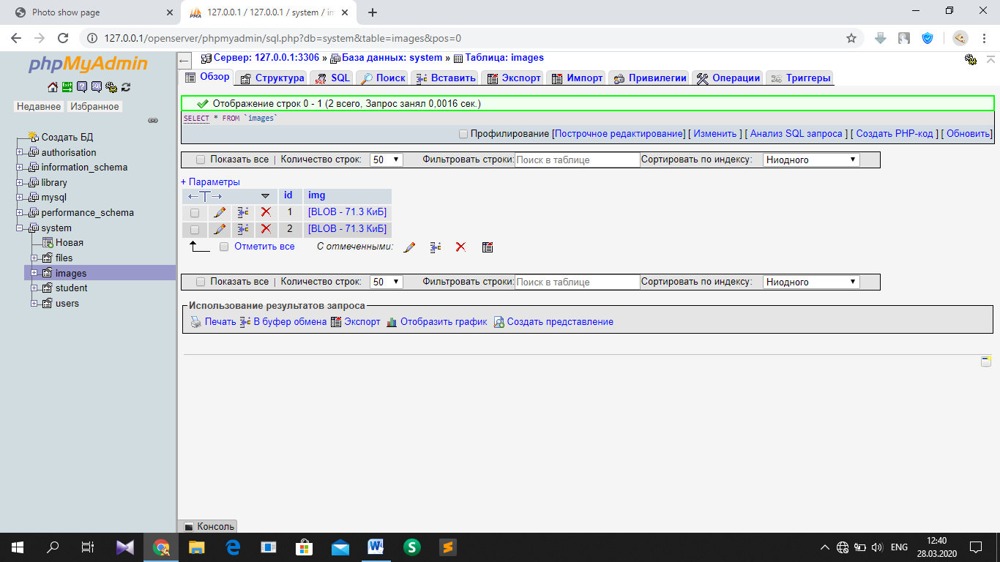 Photo show page
127.0.0.1 / 127.0.0.1 / system / im
127.0.0.1/openserver/phpmyadmin/sql.php?db=system&table=images&pos=0
phpMyAdmin
Недавнее Избранное
Создать БД
authorisation
information_schema
library
mysql
performance_schema
system
Новая
files
images
student
users
Сервер: 127.0.0.1:3306 » База данных: system » Таблица: images
Обзор Структура SQL Поиск Вставить Экспорт Импорт Привилегии Операции Триггеры
Отображение строк 0 - 1 (2 всего, Запрос занял 0,0016 сек.)
SELECT * FROM `images`
Профилирование [Построчное редактирование] [ Изменить ] [ Анализ SQL запроса ] [ Создать PHP-код ] [ Обновить]
Показать все | Количество строк: 50 Фильтровать строки: Поиск в таблице Сортировать по индексу: Ниодного
+ Параметры
←T→ id img
1 [BLOB - 71.3 КиБ]
2 [BLOB - 71.3 КиБ]
Отметить все С отмеченными:
Показать все | Количество строк: 50 Фильтровать строки: Поиск в таблице Сортировать по индексу: Ниодного
Использование результатов запроса
Печать В буфер обмена Экспорт Отобразить график Создать представление
Консоль
ENG
12:40
28.03.2020